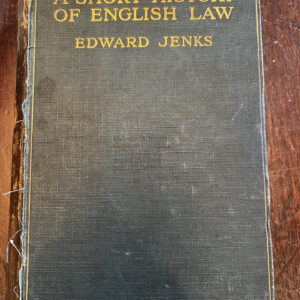 A SHORT HISTORY
OF ENGLISH LAW
EDWARD JENKS